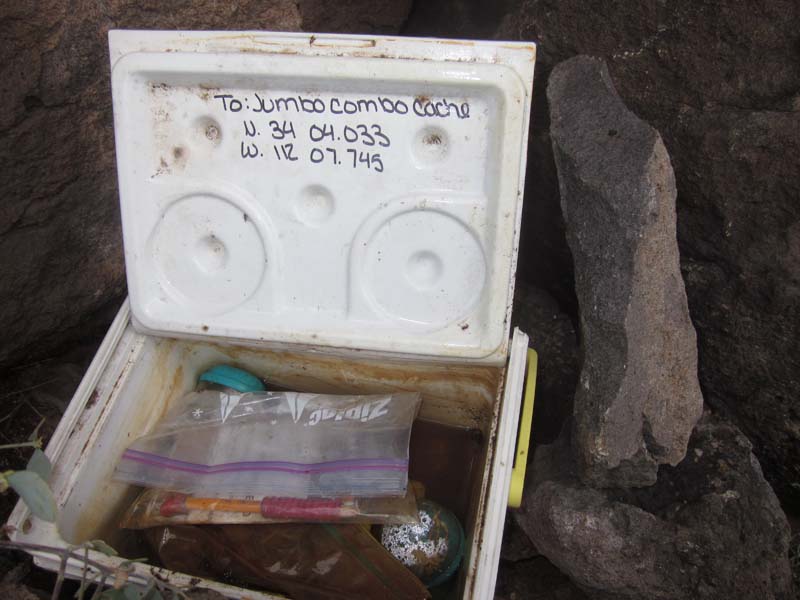 To: Jumbo combo cache
N. 34 04.033
W. 112 07.745
Ziploc